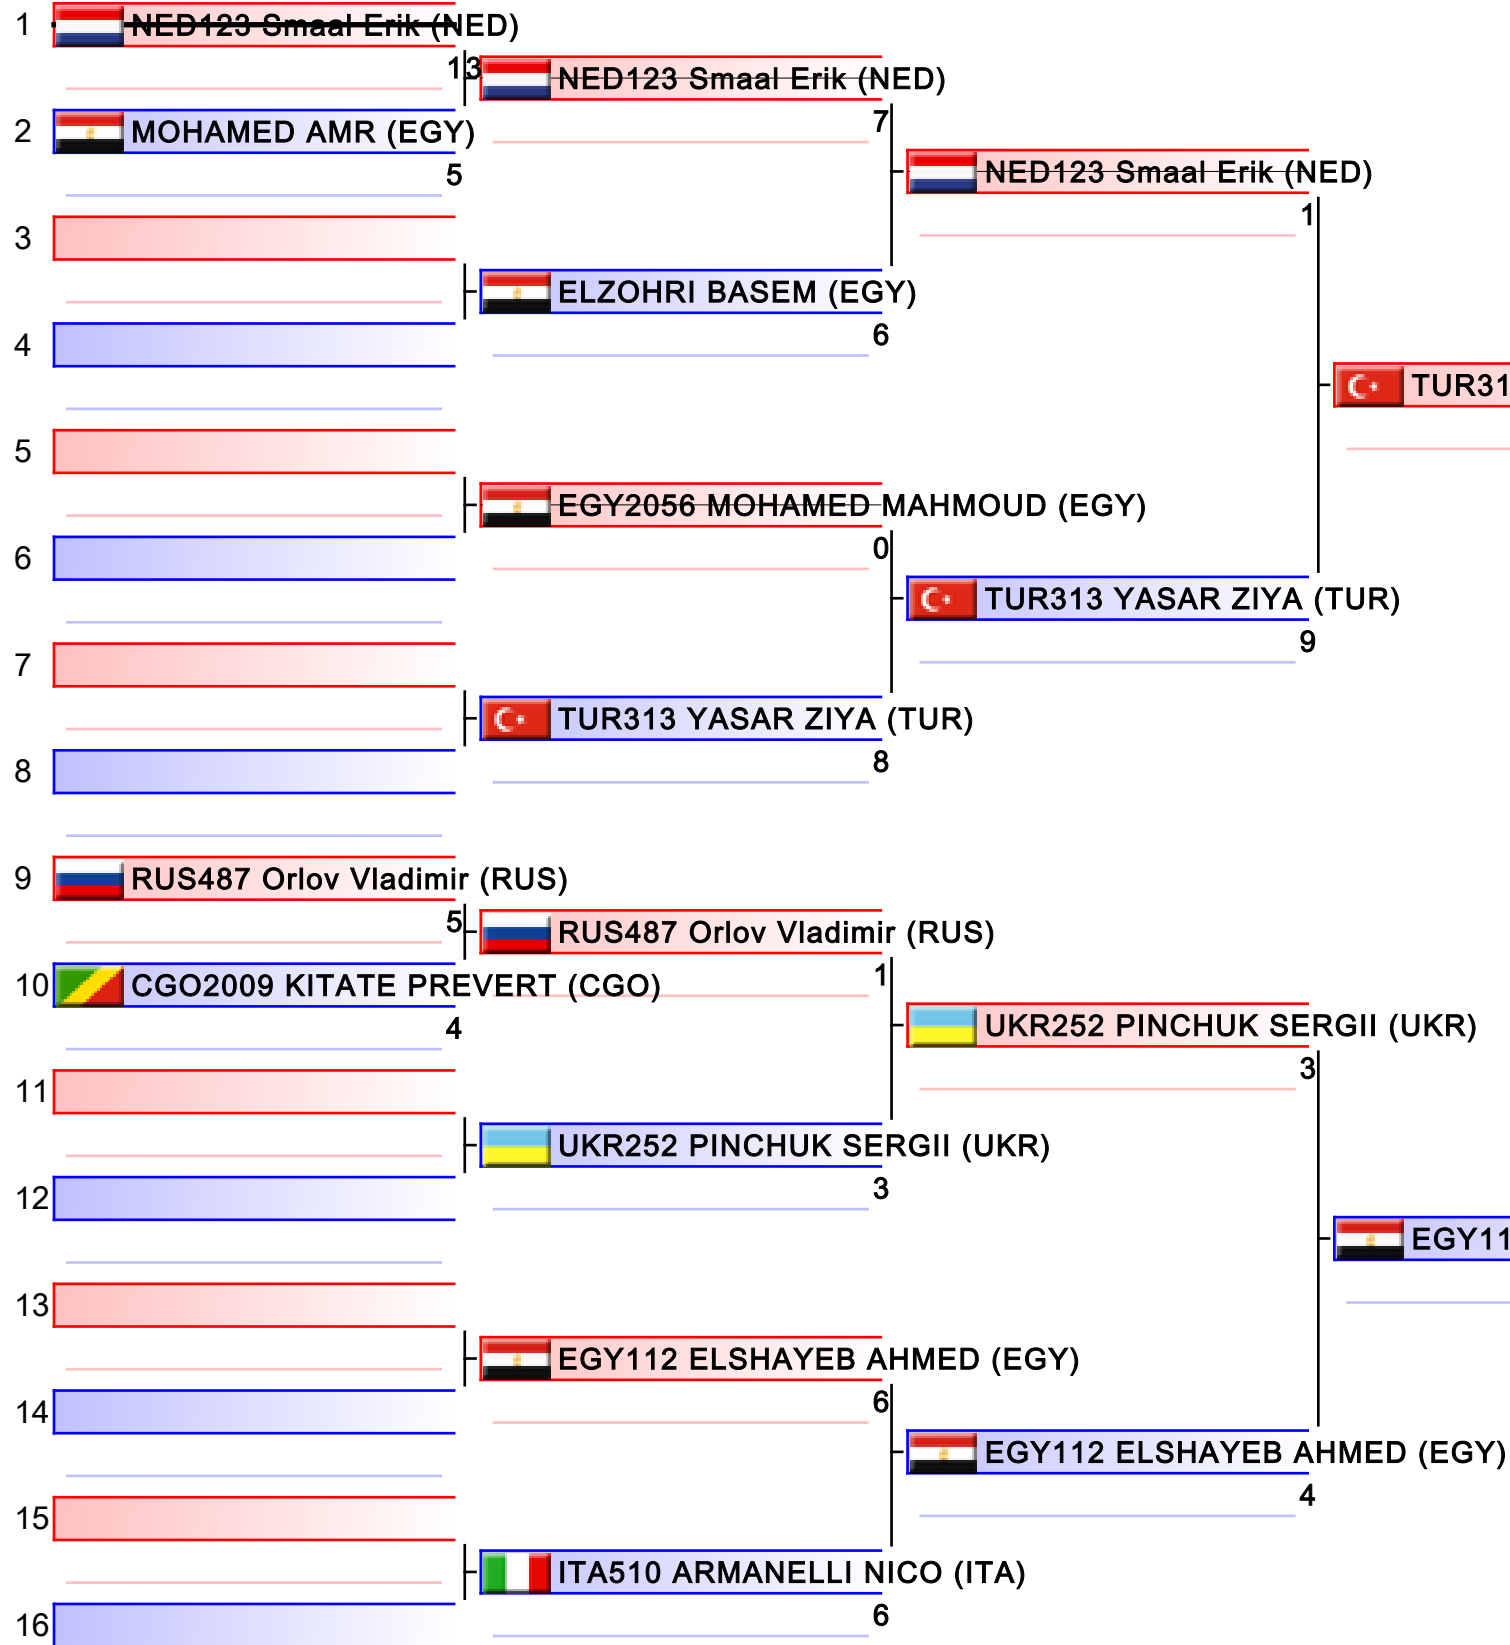 1 NED123 Smaal Erik (NED)
13
2 MOHAMED AMR (EGY)
5
3
4
5
6
7
8
9 RUS487 Orlov Vladimir (RUS)
5
10 CGO2009 KITATE PREVERT (CGO)
4
11
12
13
14
15
16
NED123 Smaal Erik (NED)
7
ELZOHRI BASEM (EGY)
6
EGY2056 MOHAMED MAHMOUD (EGY)
0
TUR313 YASAR ZIYA (TUR)
8
RUS487 Orlov Vladimir (RUS)
1
UKR252 PINCHUK SERGII (UKR)
3
EGY112 ELSHAYEB AHMED (EGY)
6
ITA510 ARMANELLI NICO (ITA)
6
NED123 Smaal Erik (NED)
1
TUR313 YASAR ZIYA (TUR)
9
UKR252 PINCHUK SERGII (UKR)
3
EGY112 ELSHAYEB AHMED (EGY)
4
TUR31
EGY11